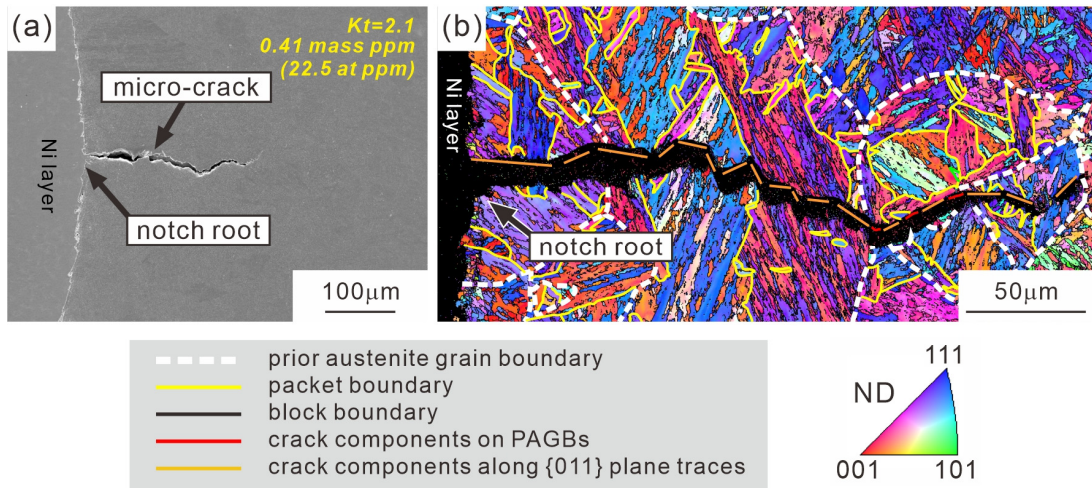 (a)
Kt=2.1
0.41 mass ppm
(22.5 at ppm)
micro-crack
Ni layer
notch root
100μm
(b)
Ni layer
notch root
50μm
prior austenite grain boundary
packet boundary
block boundary
crack components on PAGBs
crack components along {011} plane traces
111
ND
001
101